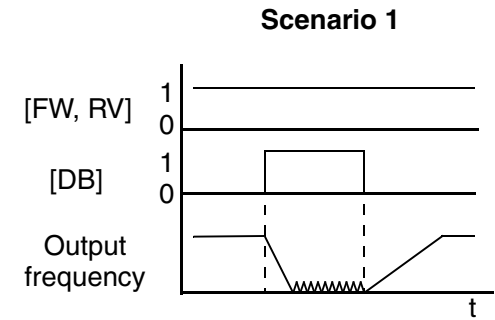 Scenario 1
[FW, RV]
1
0
[DB]
1
0
Output
frequency
t